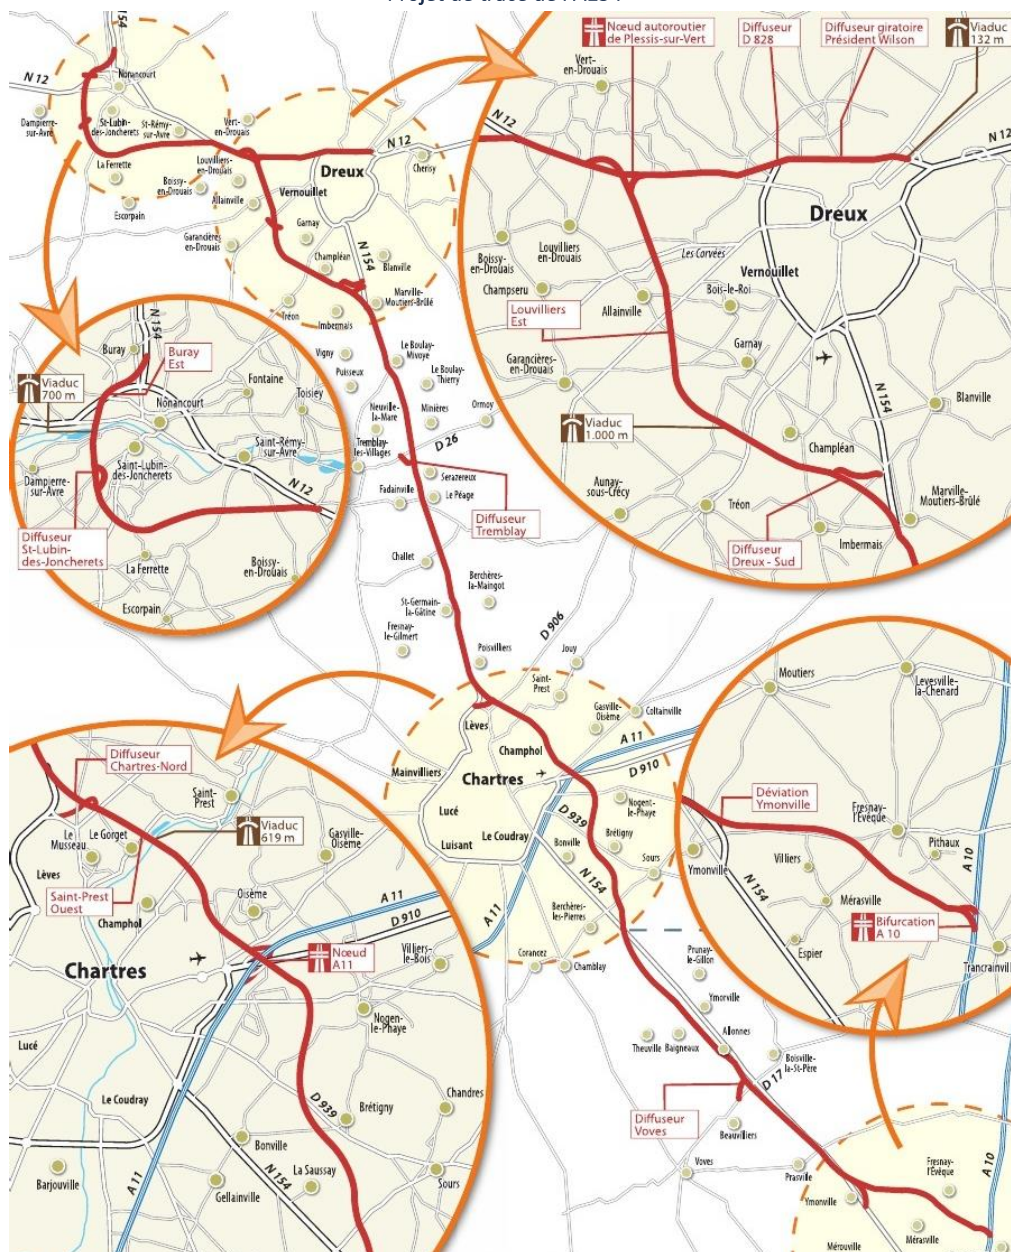 Projet de tracé de l'A154
N 154
N 12
Nonancourt
Dampierre-
sur-Avre
St-Lubin-
des-Joncherets
St-Rémy-
sur-Avre
Vert-
en-Drouais
La Ferrette
Louvilliers-
en-Drouais
Boissy-
en-Drouais
Allainville
Escorpain
Vernouillet
Dreux
N 12
Cherisy
Garnay
Garancières
en-Drouais
Champléan
N 154
Blanville
Tréon
Imbermais
Marville-
Moutiers-Brûlé
Nœud autoroutier
de Plessis-sur-Vert
Diffuseur
D 828
Diffuseur giratoire
Président Wilson
Viaduc
132 m
Vert-
en-Drouais
N 12
N 12
Dreux
Les Corvées
Vernouillet
Boissy-
en-Drouais
Louvilliers
en-Drouais
Champseru
Bois-le-Roi
Allainville
Louvilliers
Est
Garnay
Garancières-
en-Drouais
N 154
Blanville
Viaduc
1.000 m
Champléan
Aunay-
sous-Crécy
Tréon
Marville-
Moutiers-Brûlé
Imbermais
Diffuseur
Dreux - Sud
N 154
Buray
Buray
Est
Viaduc
700 m
Fontaine
Nonancourt
Toisiey
Saint-Rémy-
sur-Avre
Saint-Lubin-
des-Joncherets
Dampierre-
sur-Avre
N 12
Diffuseur
St-Lubin-
des-Joncherets
La Ferrette
Boissy-
en-Drouais
Escorpain
Vigny
Puiseux
Le Boulay-
Mivoye
Le Boulay-
Thierry
Neuville-
la-Mare
Minières
Ormoy
Tremblay-
les-Villages
D 26
Serazereux
Fadainville
Le Péage
Diffuseur
Tremblay
Challet
Berchères-
la-Maingot
St-Germain-
la-Gâtine
Fresnay-
le-Gilmert
D 906
Poisvilliers
Jouy
Saint-
Prest
Gasville-
Oisème
Coltainville
Lèves
Champhol
A 11
D 910
Mainvilliers
Chartres
Lucé
D 939
Nogent-
le-Phaye
Le Coudray
Brétigny
Luisant
Bonville
Sours
N 154
A 11
Berchères-
les-Pierres
Corancez
Chamblay
Prunay-
le-Gillon
Ymorville
Theuville
Baigneaux
Allonnes
Boisville-
la-St-Père
D 17
Diffuseur
Voves
Beauvilliers
Voves
Prasville
Ymonville
Fresnay-
l'Evêque
A 10
Mérouville
Mérasville
Diffuseur
Chartres-Nord
Saint-
Prest
Le
Musseau
Le Gorget
Viaduc
619 m
Gasville-
Oisème
Lèves
Saint-Prest
Ouest
Champhol
Oisème
A 11
D 910
Chartres
Nœud
A11
Villiers-
le-Bois
Nogen-
le-Phaye
Lucé
Le Coudray
D 939
Brétigny
Chandres
Bonville
Barjouville
A 11
Gellainville
N 154
La Saussay
Sours
Moutiers
Levesville-
la-Chenard
Déviation
Ymonville
Fresnay-
l'Evêque
Pithaux
A 10
Villiers
Ymonville
N 154
Mérasville
Bifurcation
A 10
Espier
Trancrainville